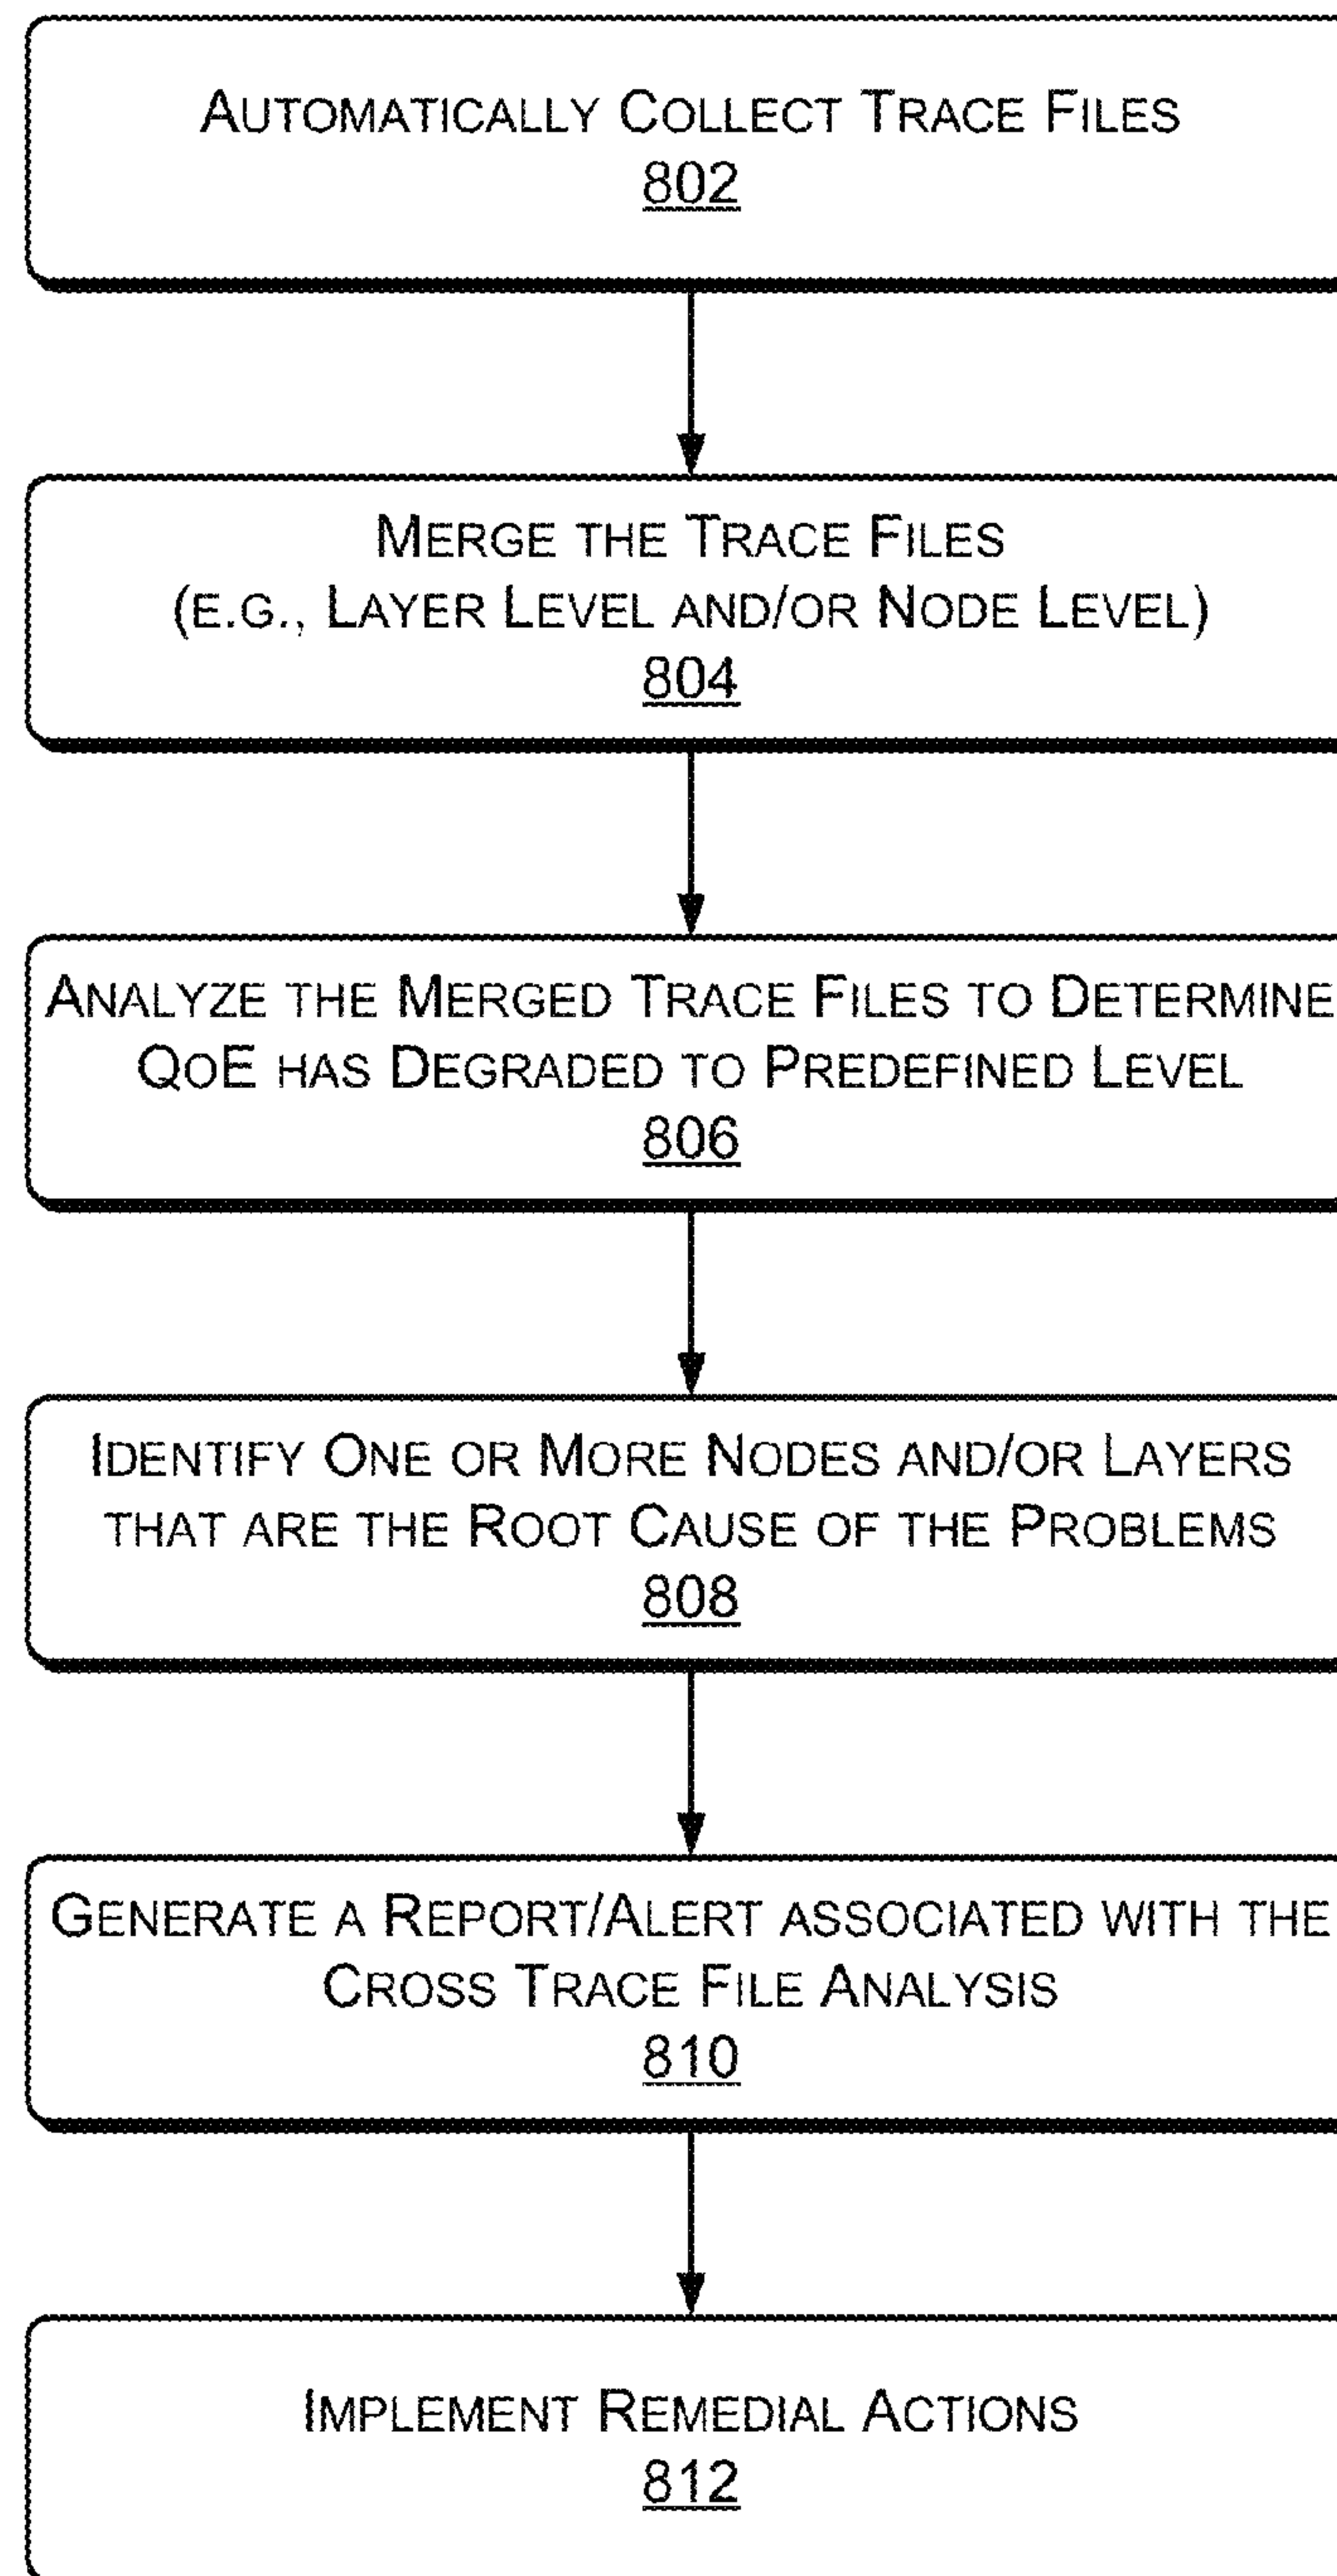 AUTOMATICALLY COLLECT TRACE FILES
802
MERGE THE TRACE FILES
(E.G., LAYER LEVEL AND/OR NODE LEVEL)
804
ANALYZE THE MERGED TRACE FILES TO DETERMINE
QOE HAS DEGRADED TO PREDEFINED LEVEL
806
IDENTIFY ONE OR MORE NODES AND/OR LAYERS
THAT ARE THE ROOT CAUSE OF THE PROBLEMS
808
GENERATE A REPORT/ALERT ASSOCIATED WITH THE
CROSS TRACE FILE ANALYSIS
810
IMPLEMENT REMEDIAL ACTIONS
812